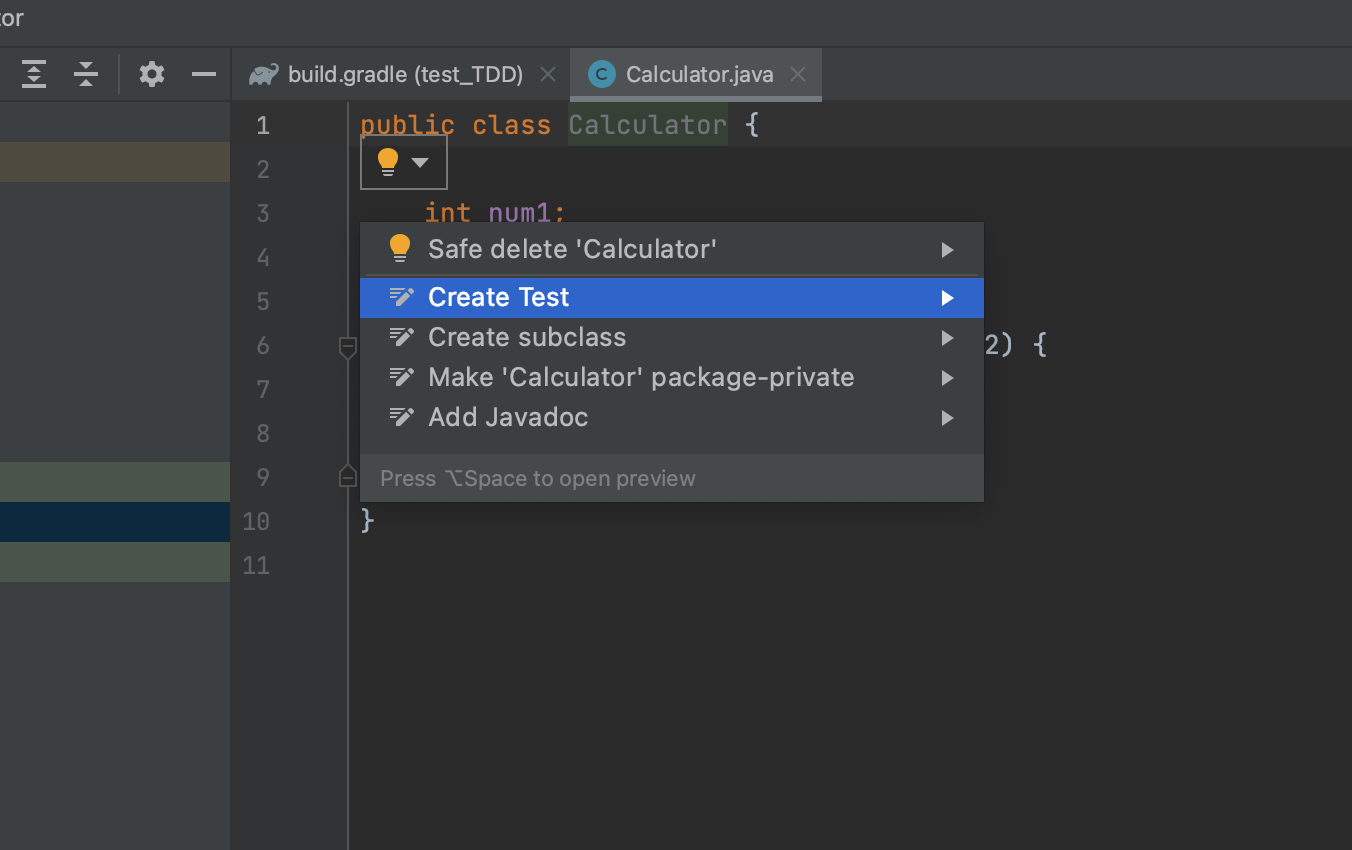 tor
build.gradle (test_TDD)
Calculator.java
1 public class Calculator {
2
3 int num1;
4
5
6 2) {
7
8
9
10 }
11
Safe delete 'Calculator'
Create Test
Create subclass
Make 'Calculator' package-private
Add Javadoc
Press ⌥Space to open preview